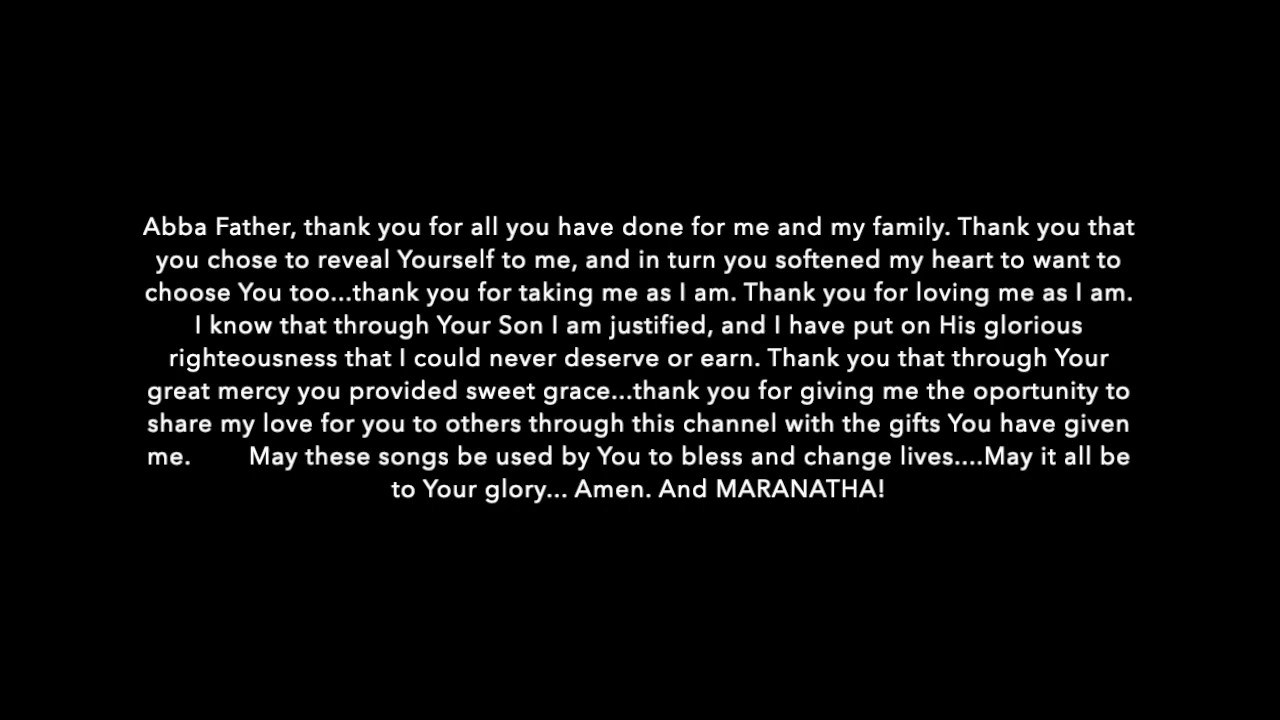 Abba Father, thank you for all you have done for me and my family. Thank you that
you chose to reveal Yourself to me, and in turn you softened my heart to want to
choose You too...thank you for taking me as I am. Thank you for loving me as I am.
I know that through Your Son I am justified, and I have put on His glorious
righteousness that I could never deserve or earn. Thank you that through Your
great mercy you provided sweet grace...thank you for giving me the oportunity to
share my love for you to others through this channel with the gifts You have given
me.        May these songs be used by You to bless and change lives....May it all be
to Your glory... Amen. And MARANATHA!